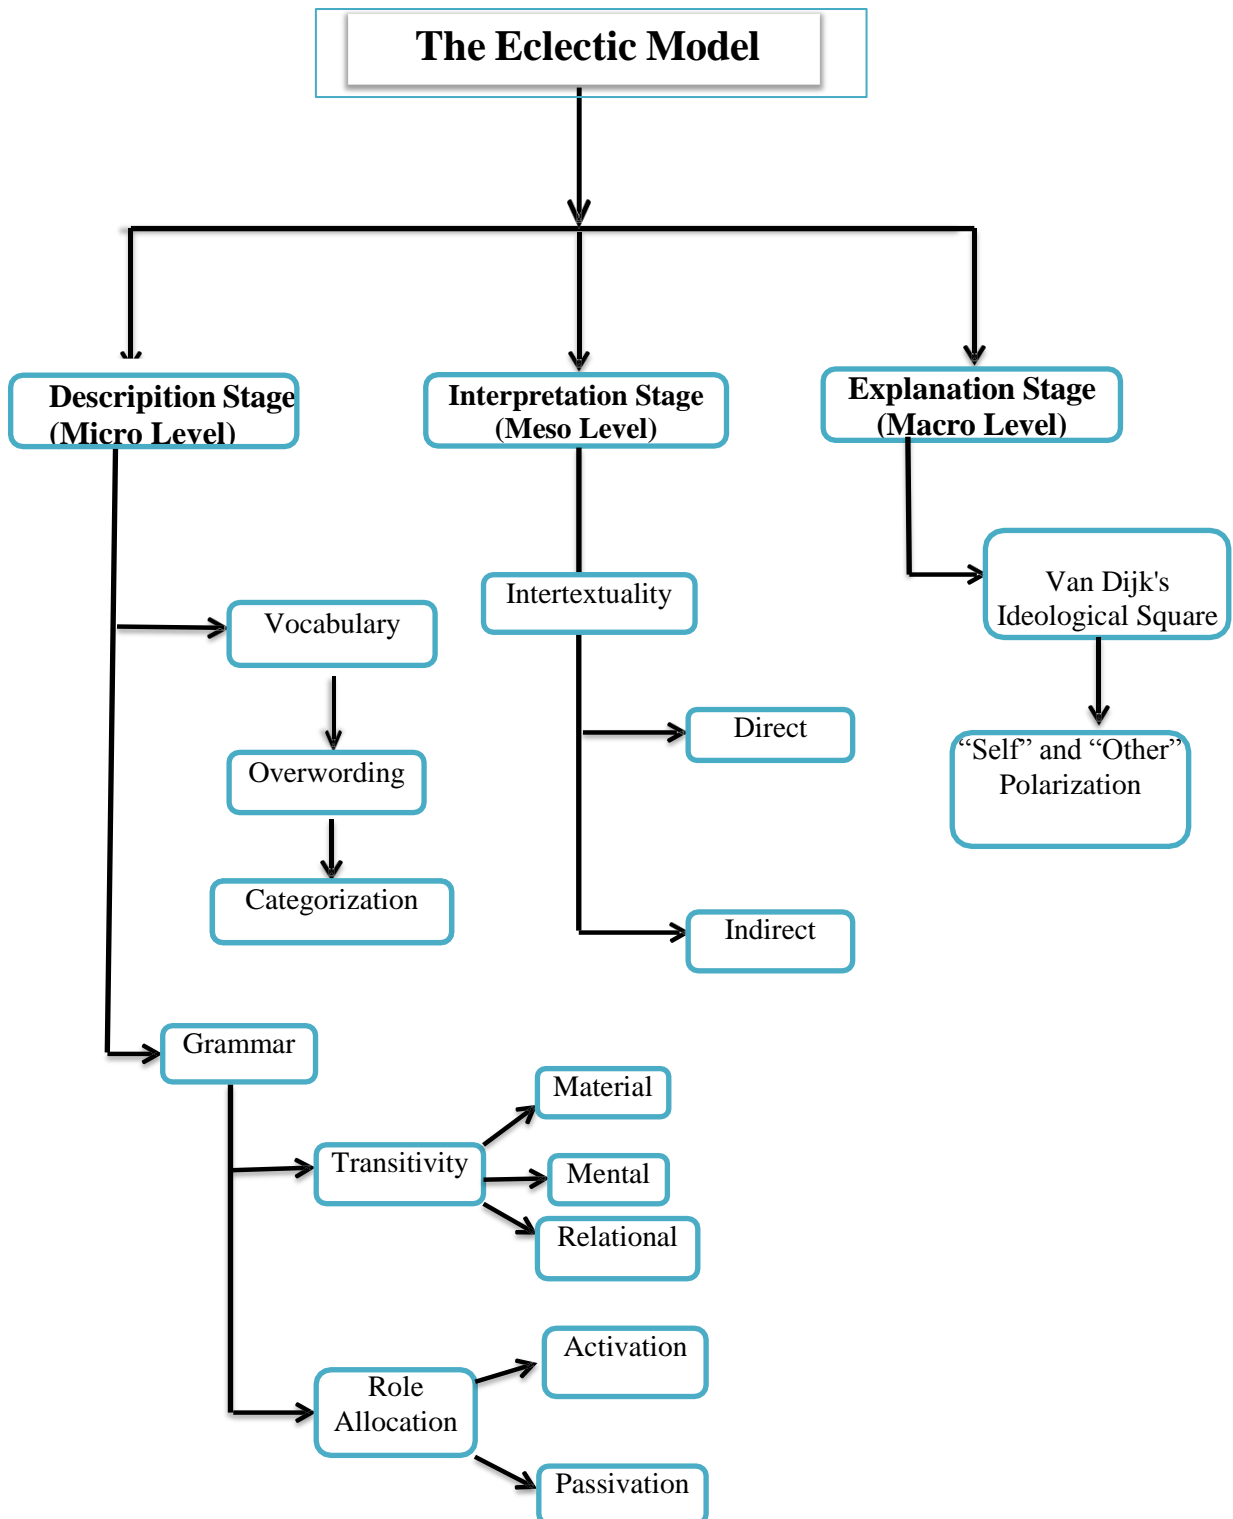 The Eclectic Model
Descripition Stage
(Micro Level)
Interpretation Stage
(Meso Level)
Explanation Stage
(Macro Level)
Vocabulary
Overwording
Categorization
Intertextuality
Direct
Indirect
Van Dijk's
Ideological Square
“Self” and “Other”
Polarization
Grammar
Transitivity
Material
Mental
Relational
Role
Allocation
Activation
Passivation